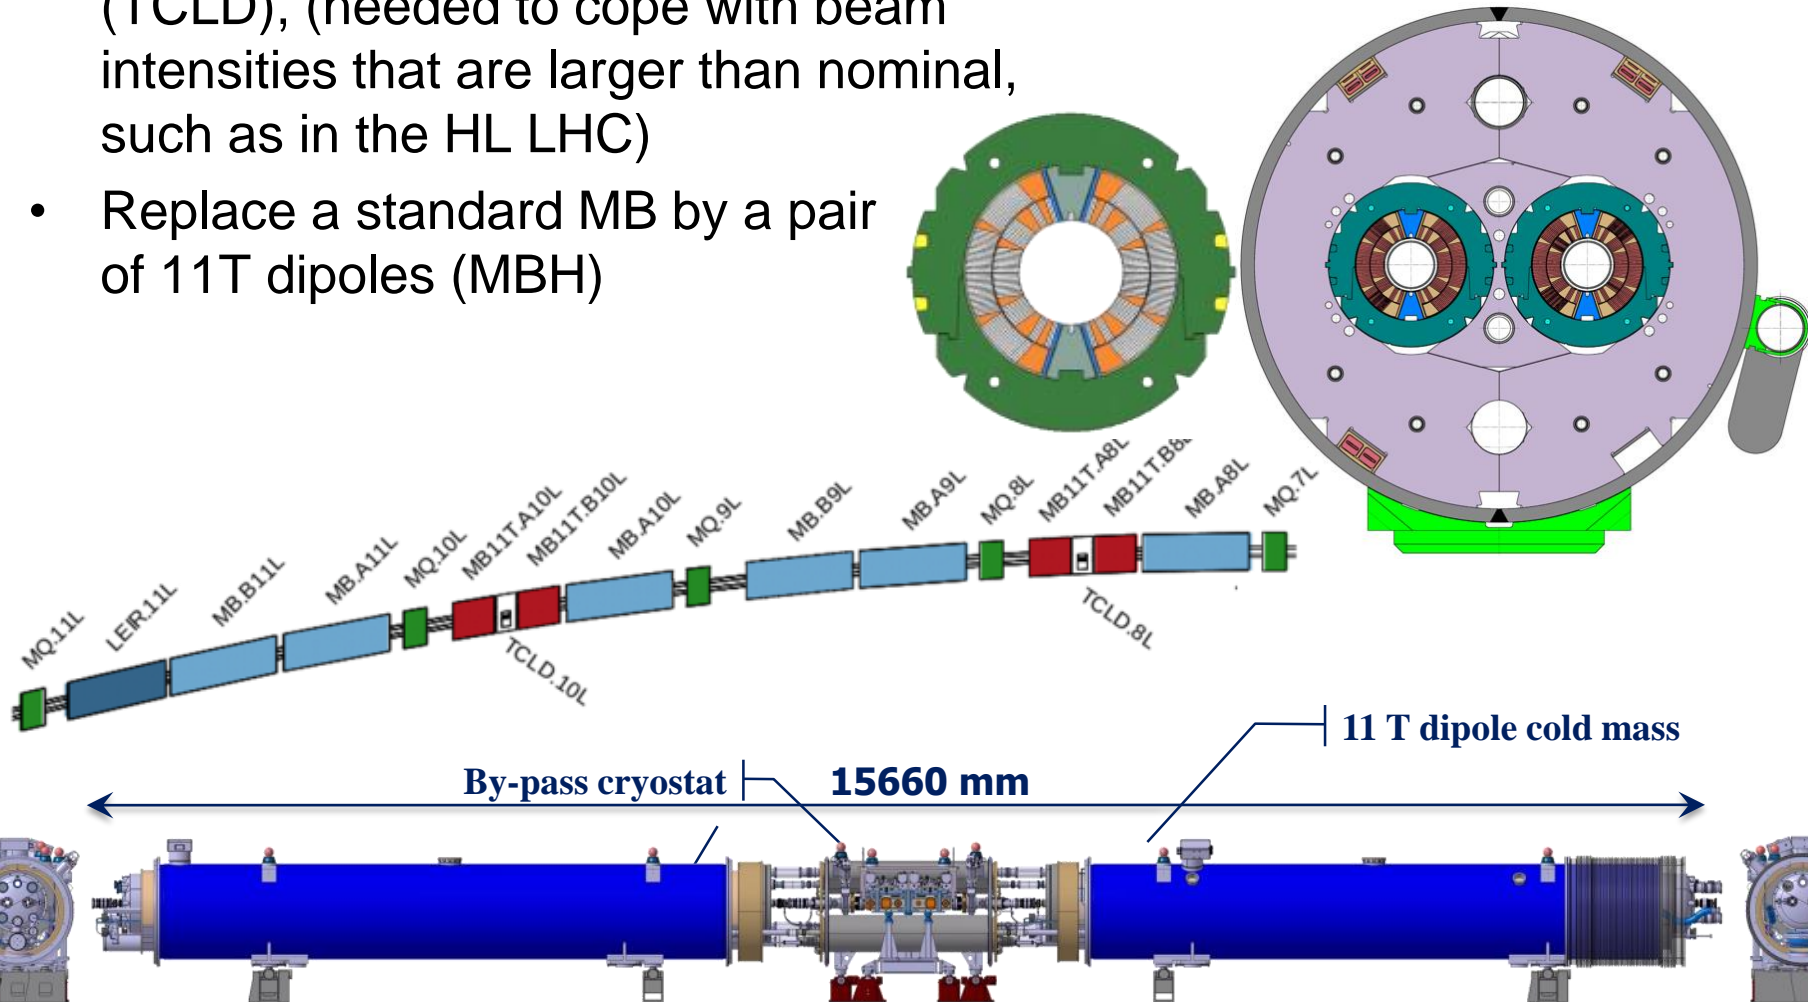 (TCLD), (needed to cope with beam
intensities that are larger than nominal,
such as in the HL LHC)
• Replace a standard MB by a pair
of 11T dipoles (MBH)
MQ.11L
LEIR.11L
MB.B11L
MB.A11L
MQ.10L
MB11T.A10L
MB11T.B10L
MB.A10L
MQ.9L
MB.B9L
MB.A9L
MQ.8L
MB11T.A8L
MB11T.B8L
MB.A8L
MQ.7L
TCLD.10L
TCLD.8L
11 T dipole cold mass
By-pass cryostat
15660 mm